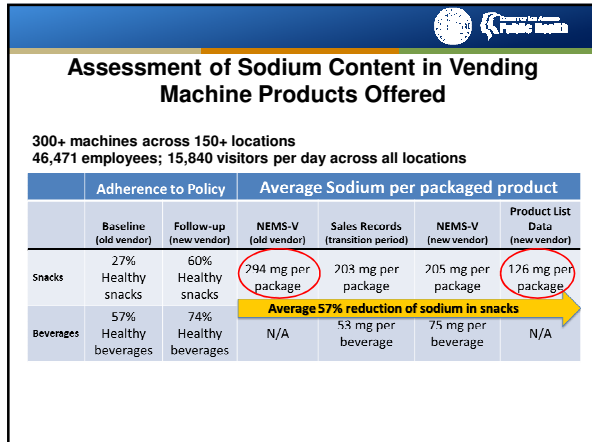 County of Los Angeles
Public Health
Assessment of Sodium Content in Vending
Machine Products Offered
300+ machines across 150+ locations
46,471 employees; 15,840 visitors per day across all locations
Adherence to Policy Average Sodium per packaged product
Baseline (old vendor) Follow-up (new vendor) NEMS-V (old vendor) Sales Records (transition period) NEMS-V (new vendor) Product List Data (new vendor)
Snacks 27% Healthy snacks 60% Healthy snacks 294 mg per package 203 mg per package 205 mg per package 126 mg per package
Average 57% reduction of sodium in snacks
Beverages 57% Healthy beverages 74% Healthy beverages N/A 53 mg per beverage 75 mg per beverage N/A